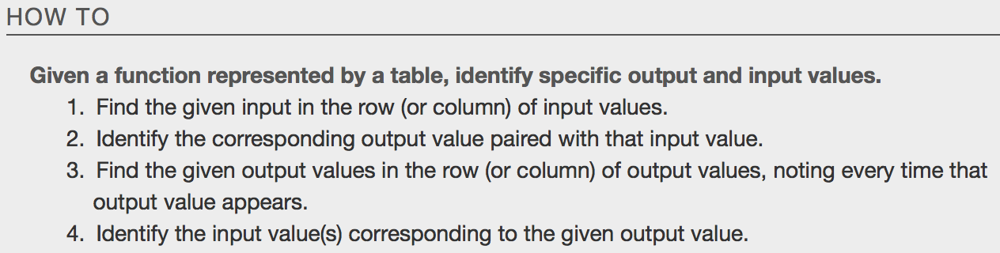 HOW TO
Given a function represented by a table, identify specific output and input values.
1. Find the given input in the row (or column) of input values.
2. Identify the corresponding output value paired with that input value.
3. Find the given output values in the row (or column) of output values, noting every time that
output value appears.
4. Identify the input value(s) corresponding to the given output value.